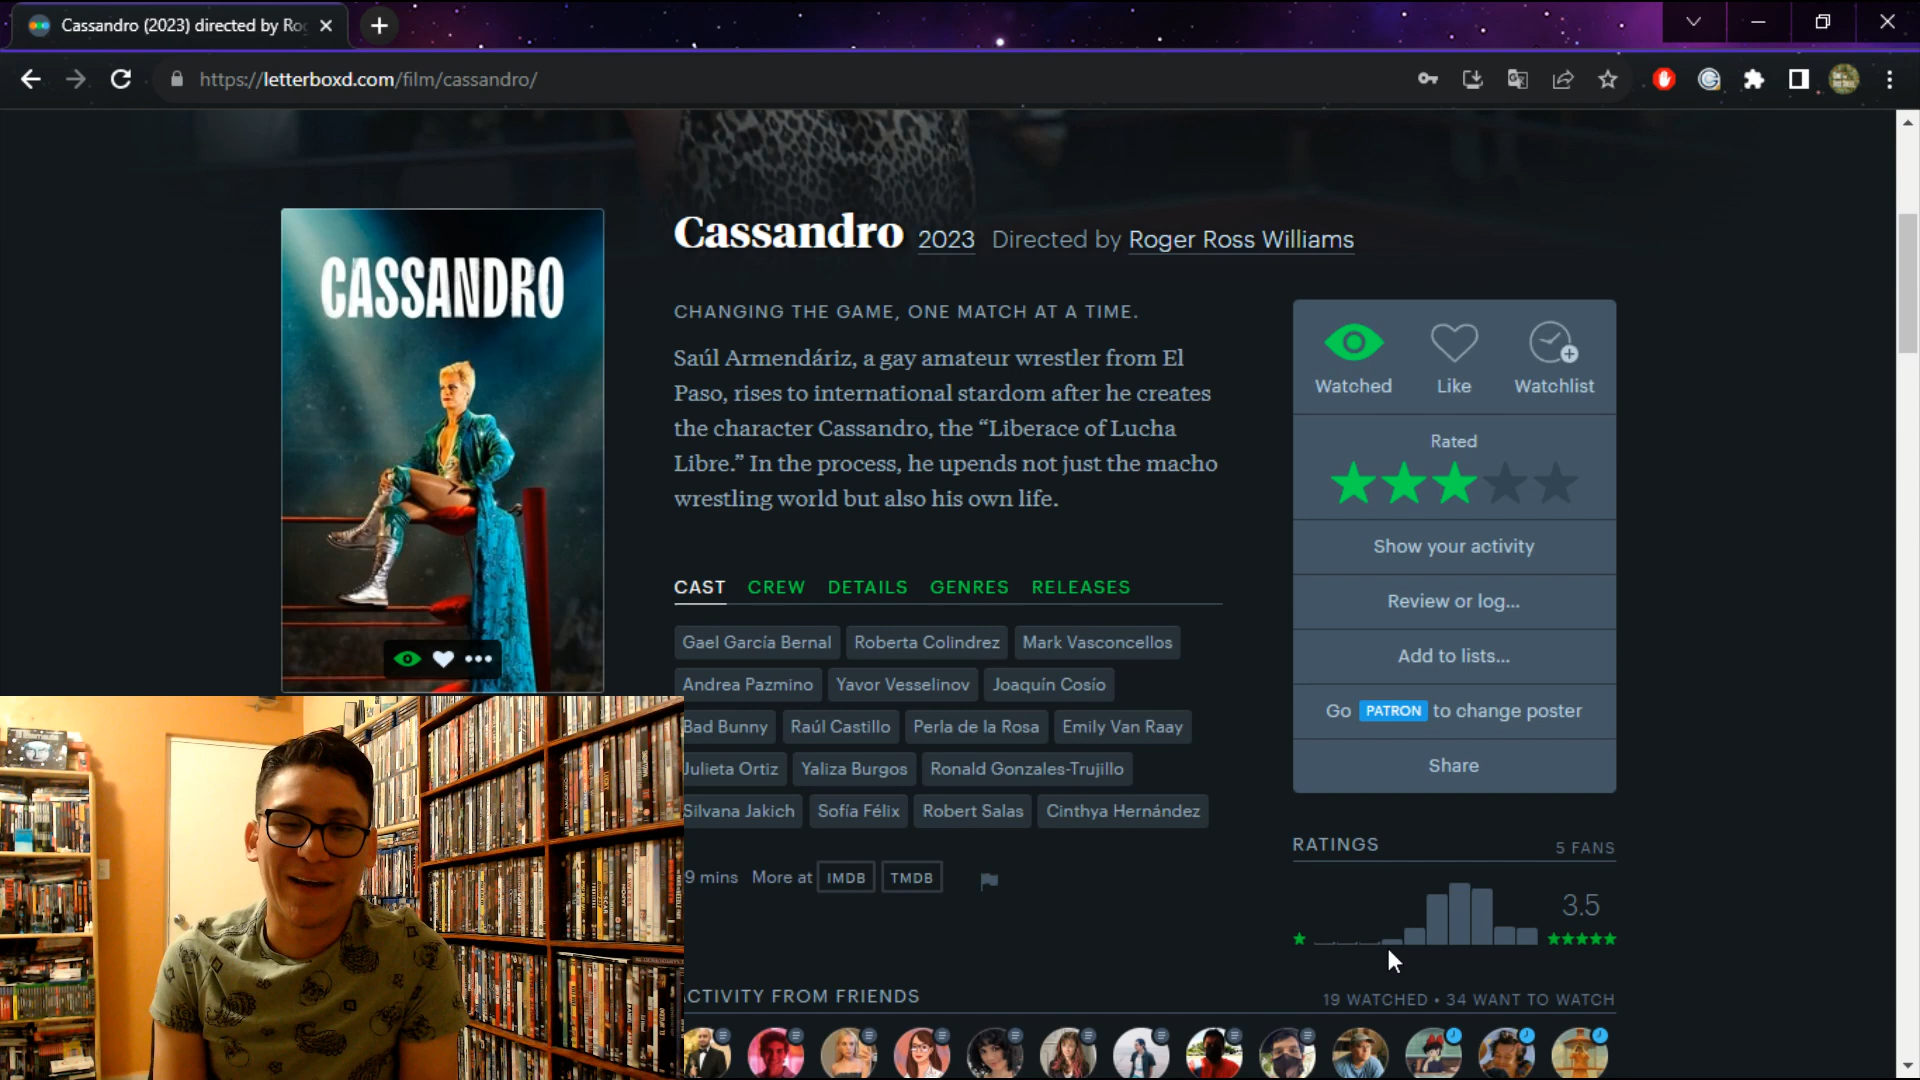 Cassandro (2023) directed by Ro
https://letterboxd.com/film/cassandro/
CASSANDRO
Cassandro 2023 Directed by Roger Ross Williams
CHANGING THE GAME, ONE MATCH AT A TIME.
Saúl Armendáriz, a gay amateur wrestler from El
Paso, rises to international stardom after he creates
the character Cassandro, the “Liberace of Lucha
Libre.” In the process, he upends not just the macho
wrestling world but also his own life.
CAST CREW DETAILS GENRES RELEASES
Gael García Bernal Roberta Colindrez Mark Vasconcellos
Andrea Pazmino Yavor Vesselinov Joaquín Cosío
Bad Bunny Raúl Castillo Perla de la Rosa Emily Van Raay
Julieta Ortiz Yaliza Burgos Ronald Gonzales-Trujillo
Silvana Jakich Sofía Félix Robert Salas Cinthya Hernández
9 mins More at IMDB TMDB
Watched Like Watchlist
Rated
Show your activity
Review or log...
Add to lists...
Go PATRON to change poster
Share
RATINGS 5 FANS
3.5
CTIVITY FROM FRIENDS 19 WATCHED • 34 WANT TO WATCH